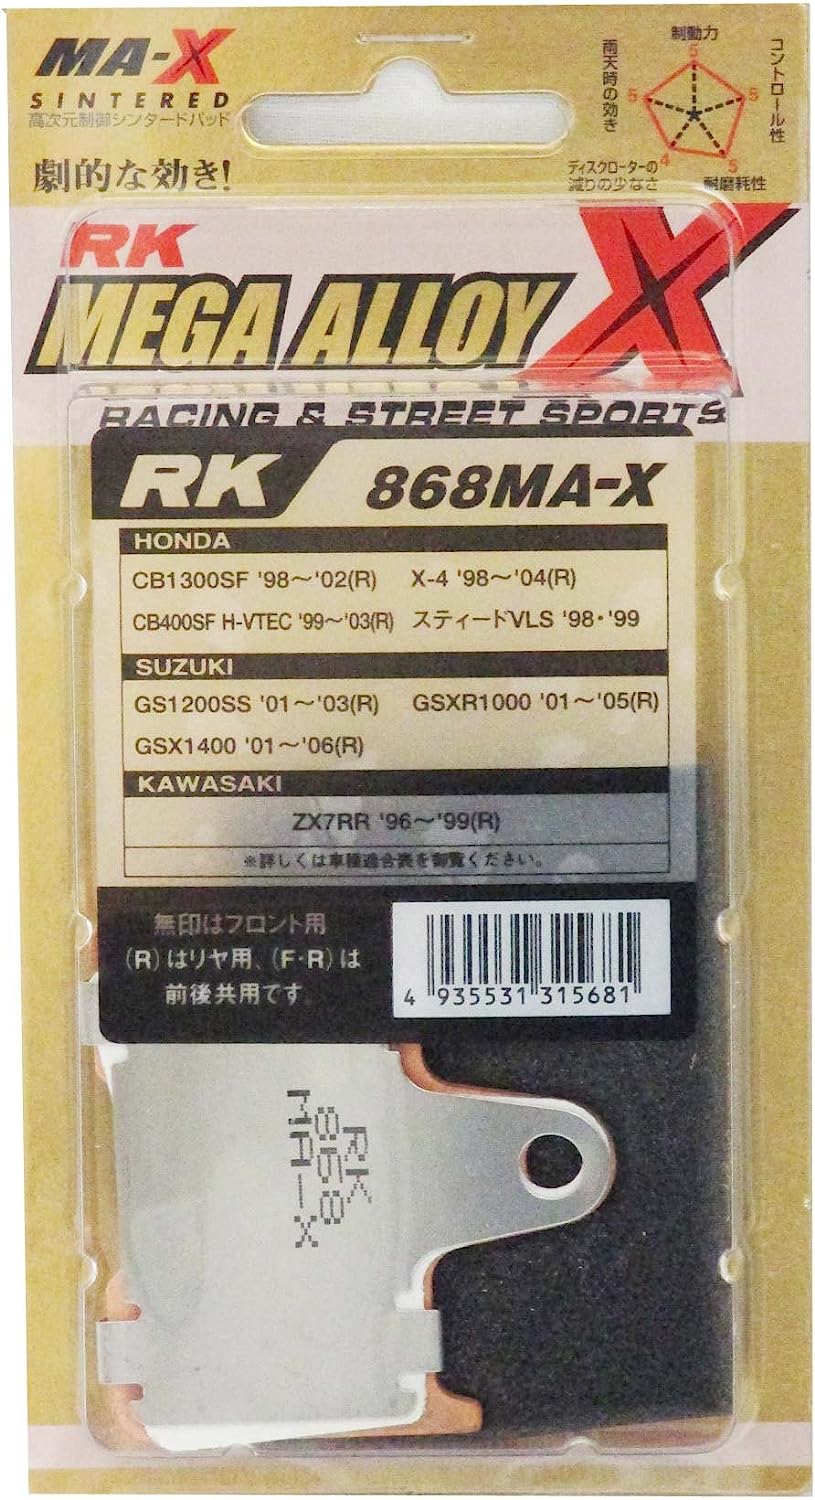 MA-X
SINTERED
高次元制御シンタードパッド
劇的な効き!
制動力
5
コントロール性
5
耐磨耗性
5
ディスクローターの
減りの少なさ
4
雨天時の効き
5
RK
MEGA ALLOY X
RACING & STREET SPORTS
RK 868MA-X
HONDA
CB1300SF '98～'02(R) X-4 '98～'04(R)
CB400SF H-VTEC '99～'03(R) スティードVLS '98・'99
SUZUKI
GS1200SS '01～'03(R) GSXR1000 '01～'05(R)
GSX1400 '01～'06(R)
KAWASAKI
ZX7RR '96～'99(R)
※詳しくは車種適合表を御覧ください。
無印はフロント用
(R)はリヤ用、(F・R)は
前後共用です。
4 935531 315681
RK
868
MA-X